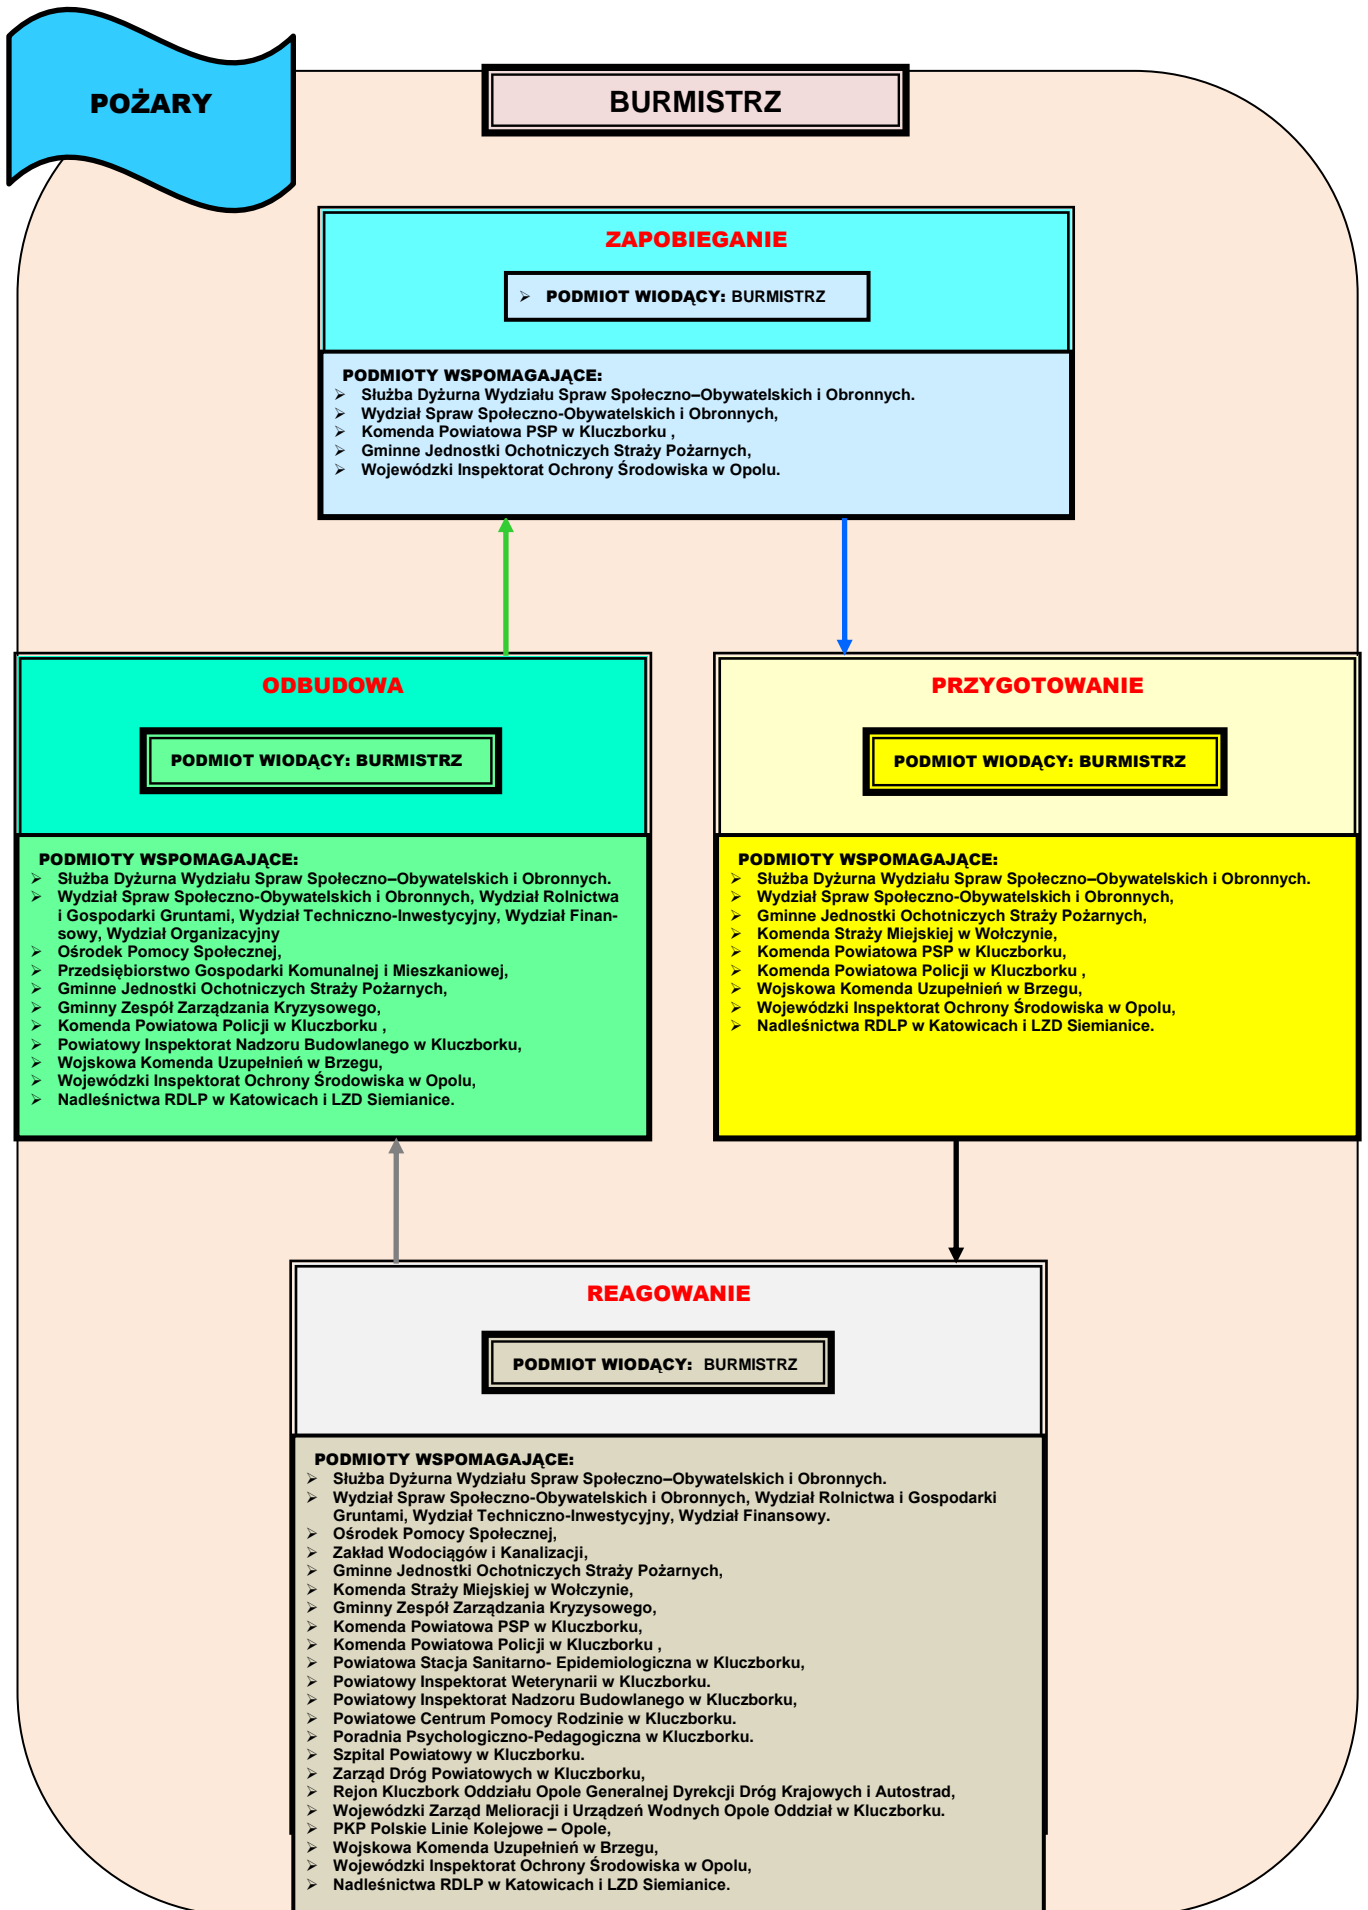 POŻARY
BURMISTRZ
ZAPOBIEGANIE
➢ PODMIOT WIODĄCY: BURMISTRZ
PODMIOTY WSPOMAGAJĄCE:
➢ Służba Dyżurna Wydziału Spraw Społeczno–Obywatelskich i Obronnych.
➢ Wydział Spraw Społeczno-Obywatelskich i Obronnych,
➢ Komenda Powiatowa PSP w Kluczborku ,
➢ Gminne Jednostki Ochotniczych Straży Pożarnych,
➢ Wojewódzki Inspektorat Ochrony Środowiska w Opolu.
ODBUDOWA
PODMIOT WIODĄCY: BURMISTRZ
PODMIOTY WSPOMAGAJĄCE:
➢ Służba Dyżurna Wydziału Spraw Społeczno–Obywatelskich i Obronnych.
➢ Wydział Spraw Społeczno-Obywatelskich i Obronnych, Wydział Rolnictwa
i Gospodarki Gruntami, Wydział Techniczno-Inwestycyjny, Wydział Finan-
sowy, Wydział Organizacyjny
➢ Ośrodek Pomocy Społecznej,
➢ Przedsiębiorstwo Gospodarki Komunalnej i Mieszkaniowej,
➢ Gminne Jednostki Ochotniczych Straży Pożarnych,
➢ Gminny Zespół Zarządzania Kryzysowego,
➢ Komenda Powiatowa Policji w Kluczborku ,
➢ Powiatowy Inspektorat Nadzoru Budowlanego w Kluczborku,
➢ Wojskowa Komenda Uzupełnień w Brzegu,
➢ Wojewódzki Inspektorat Ochrony Środowiska w Opolu,
➢ Nadleśnictwa RDLP w Katowicach i LZD Siemianice.
PRZYGOTOWANIE
PODMIOT WIODĄCY: BURMISTRZ
PODMIOTY WSPOMAGAJĄCE:
➢ Służba Dyżurna Wydziału Spraw Społeczno–Obywatelskich i Obronnych.
➢ Wydział Spraw Społeczno-Obywatelskich i Obronnych,
➢ Gminne Jednostki Ochotniczych Straży Pożarnych,
➢ Komenda Straży Miejskiej w Wołczynie,
➢ Komenda Powiatowa PSP w Kluczborku,
➢ Komenda Powiatowa Policji w Kluczborku ,
➢ Wojskowa Komenda Uzupełnień w Brzegu,
➢ Wojewódzki Inspektorat Ochrony Środowiska w Opolu,
➢ Nadleśnictwa RDLP w Katowicach i LZD Siemianice.
REAGOWANIE
PODMIOT WIODĄCY: BURMISTRZ
PODMIOTY WSPOMAGAJĄCE:
➢ Służba Dyżurna Wydziału Spraw Społeczno–Obywatelskich i Obronnych.
➢ Wydział Spraw Społeczno-Obywatelskich i Obronnych, Wydział Rolnictwa i Gospodarki
Gruntami, Wydział Techniczno-Inwestycyjny, Wydział Finansowy.
➢ Ośrodek Pomocy Społecznej,
➢ Zakład Wodociągów i Kanalizacji,
➢ Gminne Jednostki Ochotniczych Straży Pożarnych,
➢ Komenda Straży Miejskiej w Wołczynie,
➢ Gminny Zespół Zarządzania Kryzysowego,
➢ Komenda Powiatowa PSP w Kluczborku,
➢ Komenda Powiatowa Policji w Kluczborku ,
➢ Powiatowa Stacja Sanitarno- Epidemiologiczna w Kluczborku,
➢ Powiatowy Inspektorat Weterynarii w Kluczborku.
➢ Powiatowy Inspektorat Nadzoru Budowlanego w Kluczborku,
➢ Powiatowe Centrum Pomocy Rodzinie w Kluczborku.
➢ Poradnia Psychologiczno-Pedagogiczna w Kluczborku.
➢ Szpital Powiatowy w Kluczborku.
➢ Zarząd Dróg Powiatowych w Kluczborku,
➢ Rejon Kluczbork Oddziału Opole Generalnej Dyrekcji Dróg Krajowych i Autostrad,
➢ Wojewódzki Zarząd Melioracji i Urządzeń Wodnych Opole Oddział w Kluczborku.
➢ PKP Polskie Linie Kolejowe – Opole,
➢ Wojskowa Komenda Uzupełnień w Brzegu,
➢ Wojewódzki Inspektorat Ochrony Środowiska w Opolu,
➢ Nadleśnictwa RDLP w Katowicach i LZD Siemianice.